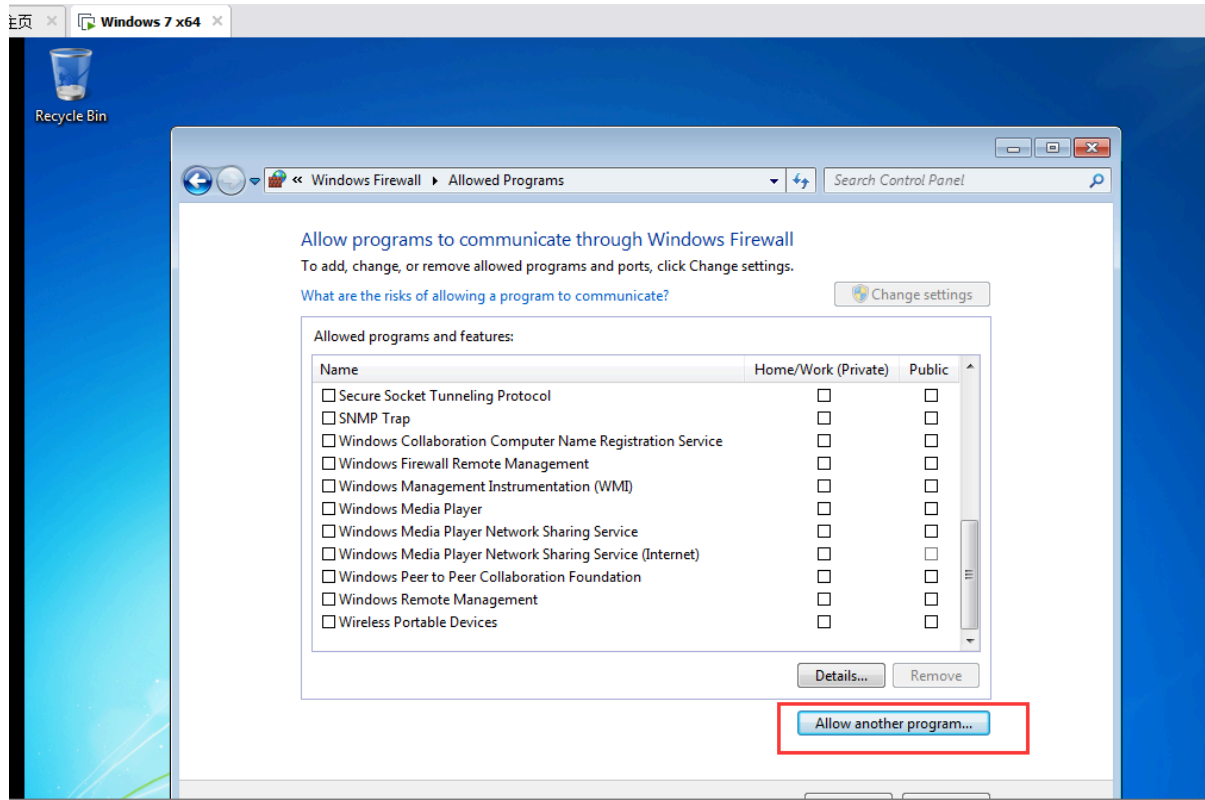 主页 × Windows 7 x64 ×
Recycle Bin
« Windows Firewall Allowed Programs Search Control Panel
Allow programs to communicate through Windows Firewall
To add, change, or remove allowed programs and ports, click Change settings.
What are the risks of allowing a program to communicate? Change settings
Allowed programs and features:
Name Home/Work (Private) Public
Secure Socket Tunneling Protocol
SNMP Trap
Windows Collaboration Computer Name Registration Service
Windows Firewall Remote Management
Windows Management Instrumentation (WMI)
Windows Media Player
Windows Media Player Network Sharing Service
Windows Media Player Network Sharing Service (Internet)
Windows Peer to Peer Collaboration Foundation
Windows Remote Management
Wireless Portable Devices
Details... Remove
Allow another program...